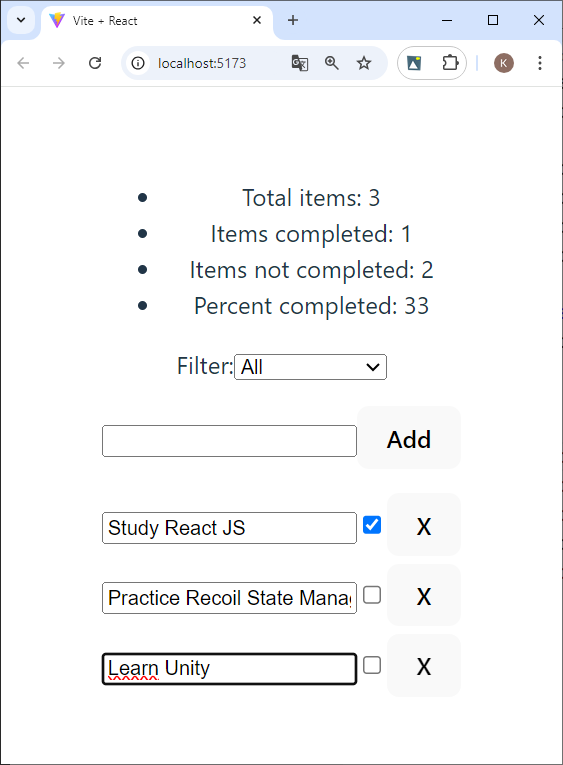 Vite + React
localhost:5173
K
Total items: 3
Items completed: 1
Items not completed: 2
Percent completed: 33
Filter: All
Add
Study React JS X
Practice Recoil State Mana X
Learn Unity X